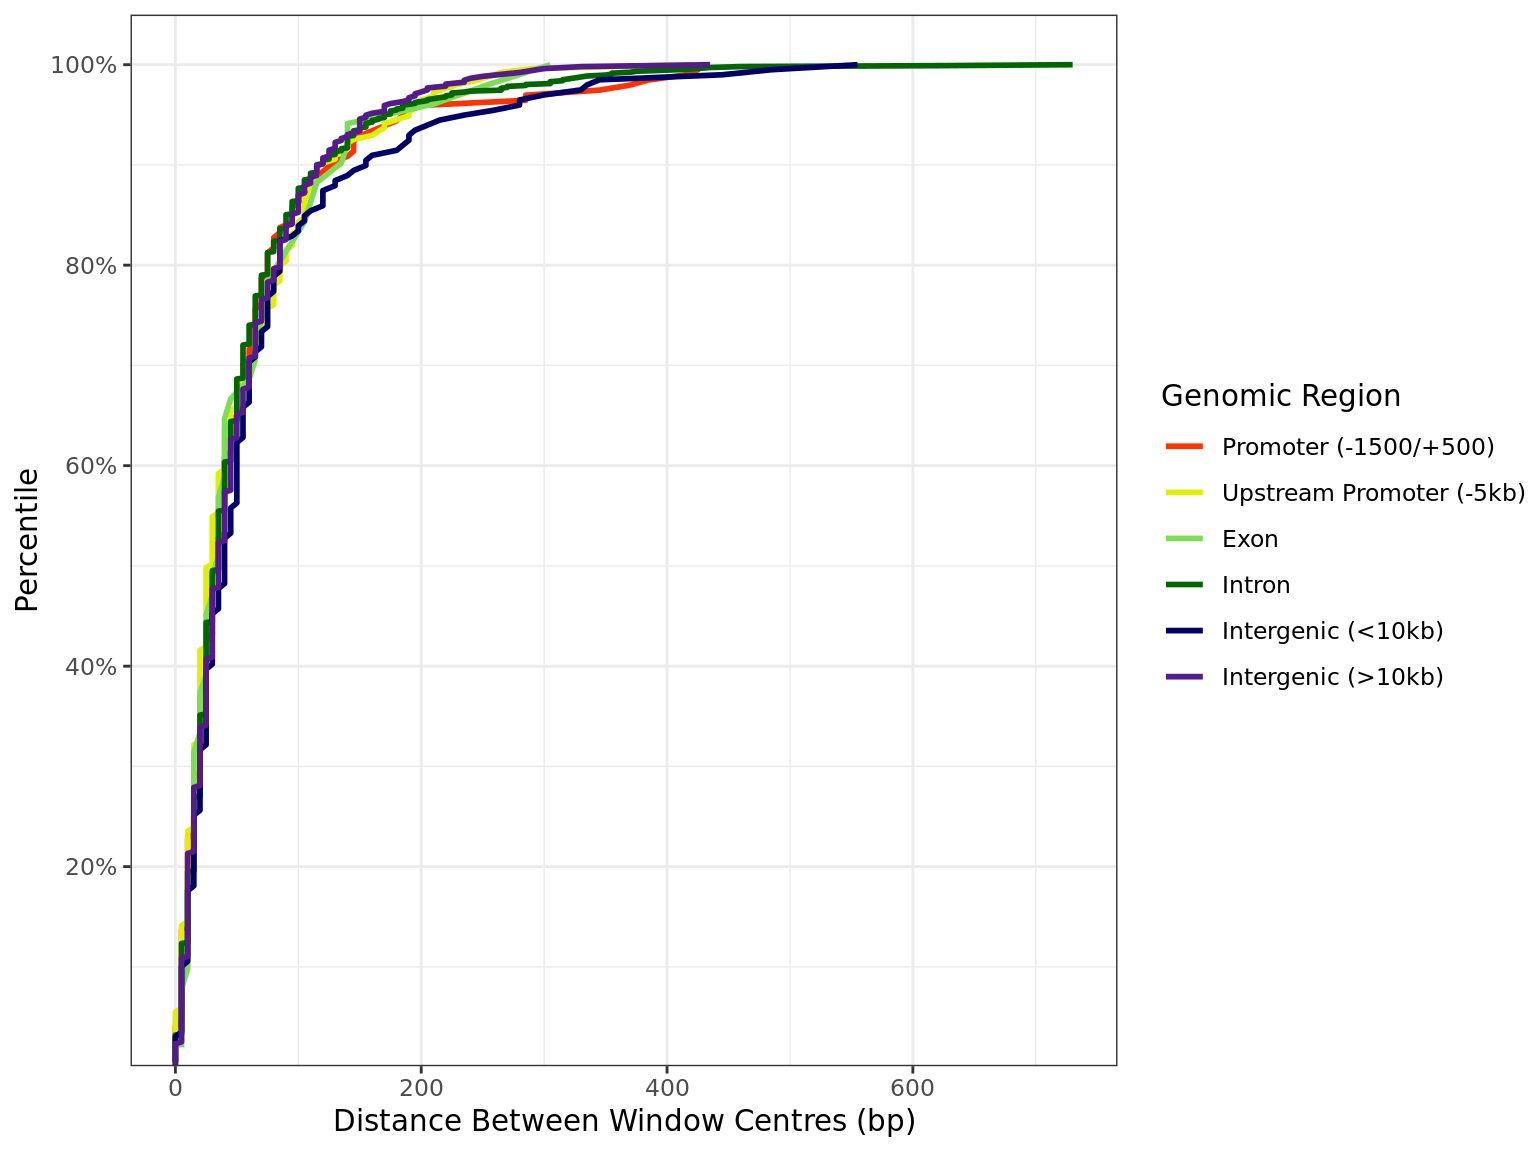 100%
80%
60%
40%
20%
Percentile
0
200
400
600
Distance Between Window Centres (bp)
Genomic Region
Promoter (-1500/+500)
Upstream Promoter (-5kb)
Exon
Intron
Intergenic (<10kb)
Intergenic (>10kb)